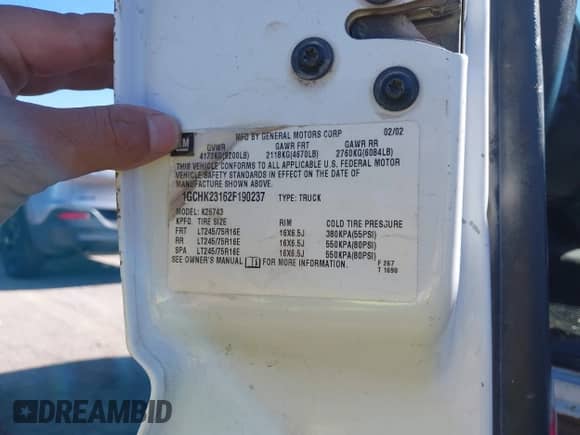 GM
MFD BY GENERAL MOTORS CORP 02/02
GVWR GAWR FRT GAWR RR
4173KG(9200LB) 2118KG(4670LB) 2760KG(6084LB)
THIS VEHICLE CONFORMS TO ALL APPLICABLE U.S. FEDERAL MOTOR
VEHICLE SAFETY STANDARDS IN EFFECT ON THE DATE OF
MANUFACTURE SHOWN ABOVE.
1GCHK23162F190237 TYPE: TRUCK
MODEL: K26743
KPFQ. TIRE SIZE RIM COLD TIRE PRESSURE
FRT LT245/75R16E 16X6.5J 380KPA(55PSI)
RR LT245/75R16E 16X6.5J 550KPA(80PSI)
SPA LT245/75R16E 16X6.5J 550KPA(80PSI)
SEE OWNER'S MANUAL FOR MORE INFORMATION.
F 267
T 1690
DREAMBID